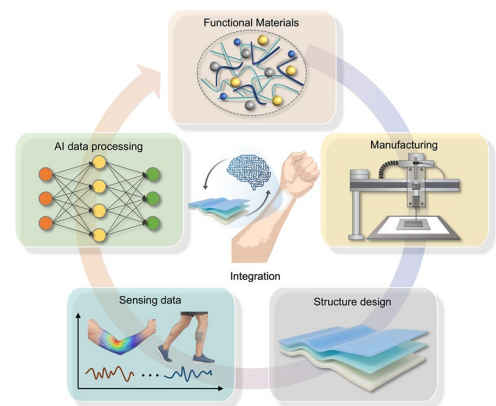 Functional Materials
AI data processing
Manufacturing
Integration
Sensing data
Structure design